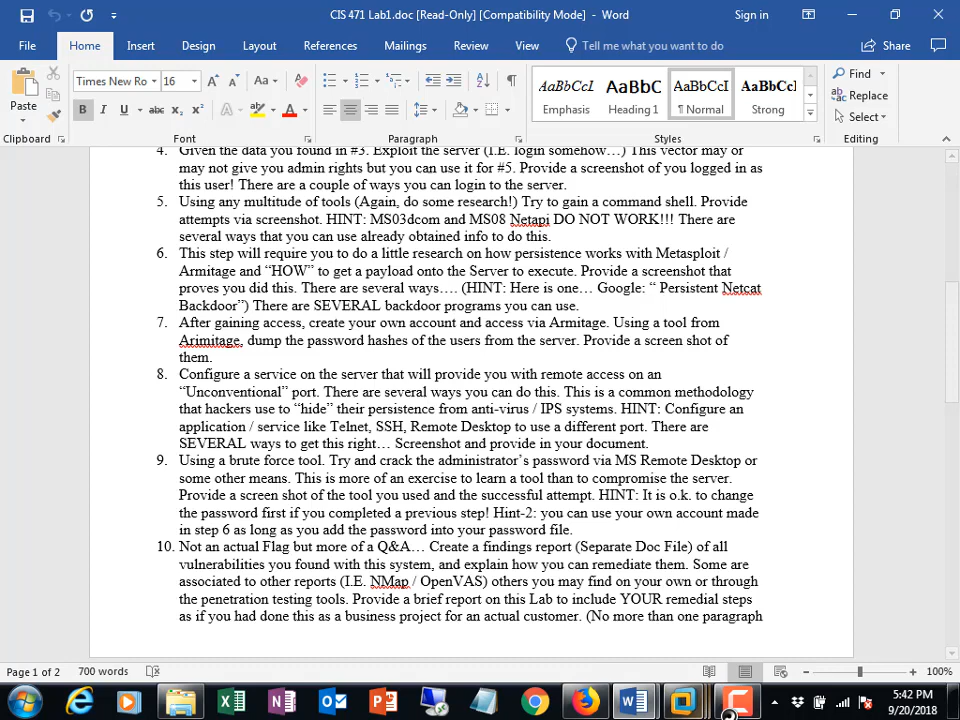 CIS 471 Lab1.doc [Read-Only] [Compatibility Mode] - Word
Sign in
File Home Insert Design Layout References Mailings Review View Tell me what you want to do Share
Paste
Times New Ro 16
Aa
B I U abc x₂ x²
AaBbCcI AaBbC AaBbCcI AaBbCc
Emphasis Heading 1 ¶ Normal Strong
Find
Replace
Select
Clipboard Font Paragraph Styles Editing
4. Given the data you found in #3. Exploit the server (I.E. login somehow…) This vector may or
may not give you admin rights but you can use it for #5. Provide a screenshot of you logged in as
this user! There are a couple of ways you can login to the server.
5. Using any multitude of tools (Again, do some research!) Try to gain a command shell. Provide
attempts via screenshot. HINT: MS03dcom and MS08 Netapi DO NOT WORK!!! There are
several ways that you can use already obtained info to do this.
6. This step will require you to do a little research on how persistence works with Metasploit /
Armitage and “HOW” to get a payload onto the Server to execute. Provide a screenshot that
proves you did this. There are several ways…. (HINT: Here is one… Google: “ Persistent Netcat
Backdoor”) There are SEVERAL backdoor programs you can use.
7. After gaining access, create your own account and access via Armitage. Using a tool from
Arimitage, dump the password hashes of the users from the server. Provide a screen shot of
them.
8. Configure a service on the server that will provide you with remote access on an
“Unconventional” port. There are several ways you can do this. This is a common methodology
that hackers use to “hide” their persistence from anti-virus / IPS systems. HINT: Configure an
application / service like Telnet, SSH, Remote Desktop to use a different port. There are
SEVERAL ways to get this right… Screenshot and provide in your document.
9. Using a brute force tool. Try and crack the administrator’s password via MS Remote Desktop or
some other means. This is more of an exercise to learn a tool than to compromise the server.
Provide a screen shot of the tool you used and the successful attempt. HINT: It is o.k. to change
the password first if you completed a previous step! Hint-2: you can use your own account made
in step 6 as long as you add the password into your password file.
10. Not an actual Flag but more of a Q&A… Create a findings report (Separate Doc File) of all
vulnerabilities you found with this system, and explain how you can remediate them. Some are
associated to other reports (I.E. NMap / OpenVAS) others you may find on your own or through
the penetration testing tools. Provide a brief report on this Lab to include YOUR remedial steps
as if you had done this as a business project for an actual customer. (No more than one paragraph
Page 1 of 2 700 words 100%
5:42 PM
9/20/2018